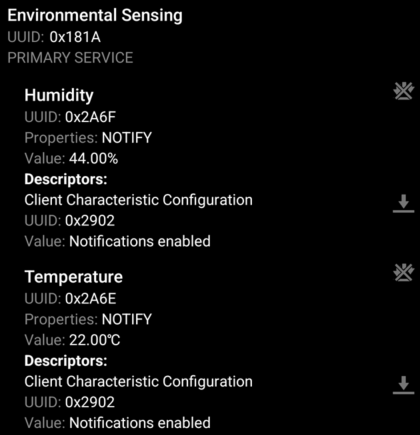 Environmental Sensing
UUID: 0x181A
PRIMARY SERVICE
Humidity
UUID: 0x2A6F
Properties: NOTIFY
Value: 44.00%
Descriptors:
Client Characteristic Configuration
UUID: 0x2902
Value: Notifications enabled
Temperature
UUID: 0x2A6E
Properties: NOTIFY
Value: 22.00℃
Descriptors:
Client Characteristic Configuration
UUID: 0x2902
Value: Notifications enabled